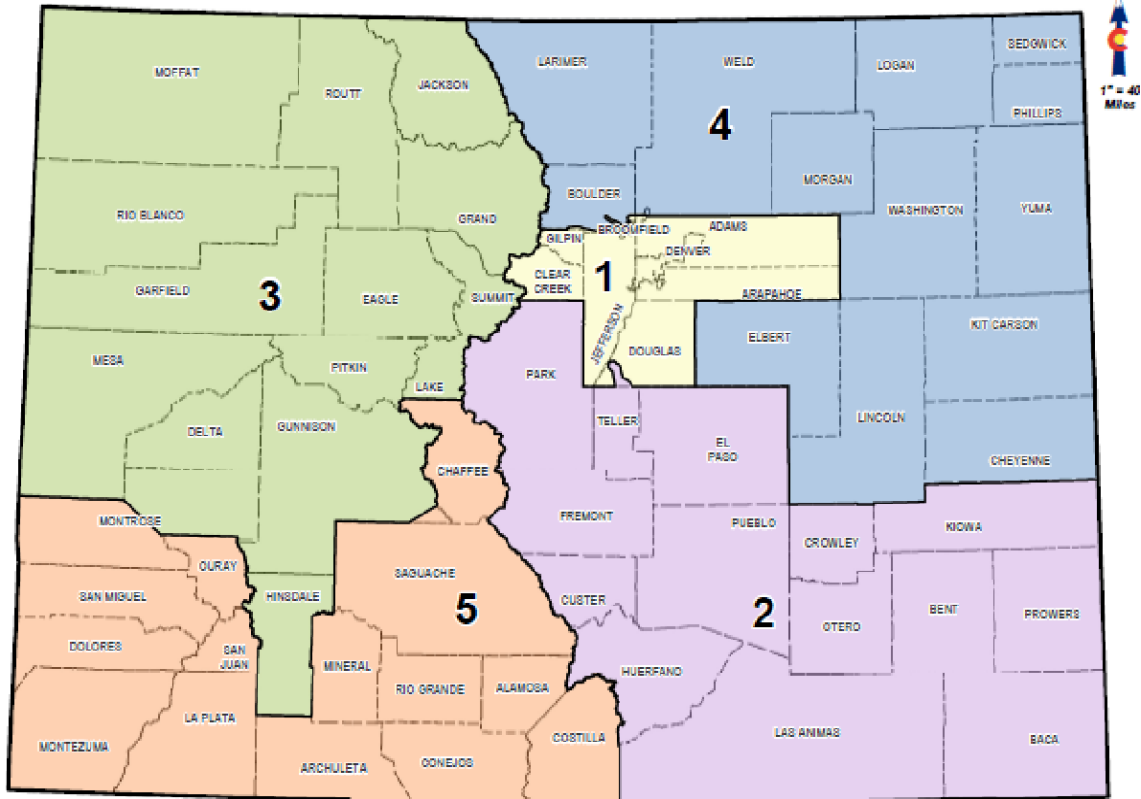 MOFFAT
ROUTT
JACKSON
LARIMER
WELD
LOGAN
SEDGWICK
PHILLIPS
1" = 40
Miles
4
MORGAN
WASHINGTON
YUMA
BOULDER
RIO BLANCO
GRAND
GILPIN
BROOMFIELD
ADAMS
DENVER
CLEAR
CREEK
1
ARAPAHOE
GARFIELD
3
EAGLE
SUMMIT
JEFFERSON
DOUGLAS
ELBERT
KIT CARSON
MESA
PITKIN
LAKE
PARK
DELTA
GUNNISON
TELLER
EL
PASO
LINCOLN
CHEYENNE
CHAFFEE
MONTROSE
FREMONT
PUEBLO
CROWLEY
KIOWA
OURAY
SAGUACHE
SAN MIGUEL
HINSDALE
5
CUSTER
2
OTERO
BENT
PROWERS
DOLORES
SAN
JUAN
MINERAL
RIO GRANDE
ALAMOSA
HUERFANO
LA PLATA
MONTEZUMA
ARCHULETA
CONEJOS
COSTILLA
LAS ANIMAS
BACA